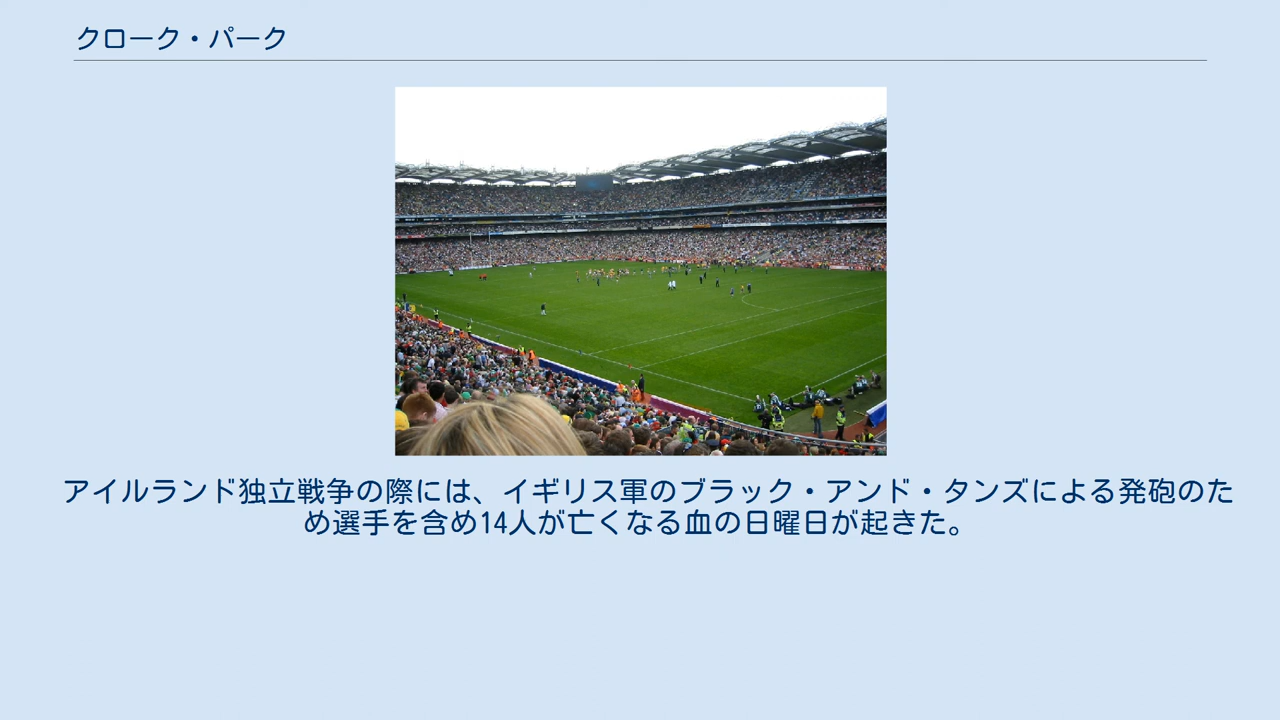 クローク・パーク
アイルランド独立戦争の際には、イギリス軍のブラック・アンド・タンズによる発砲のた
め選手を含め14人が亡くなる血の日曜日が起きた。